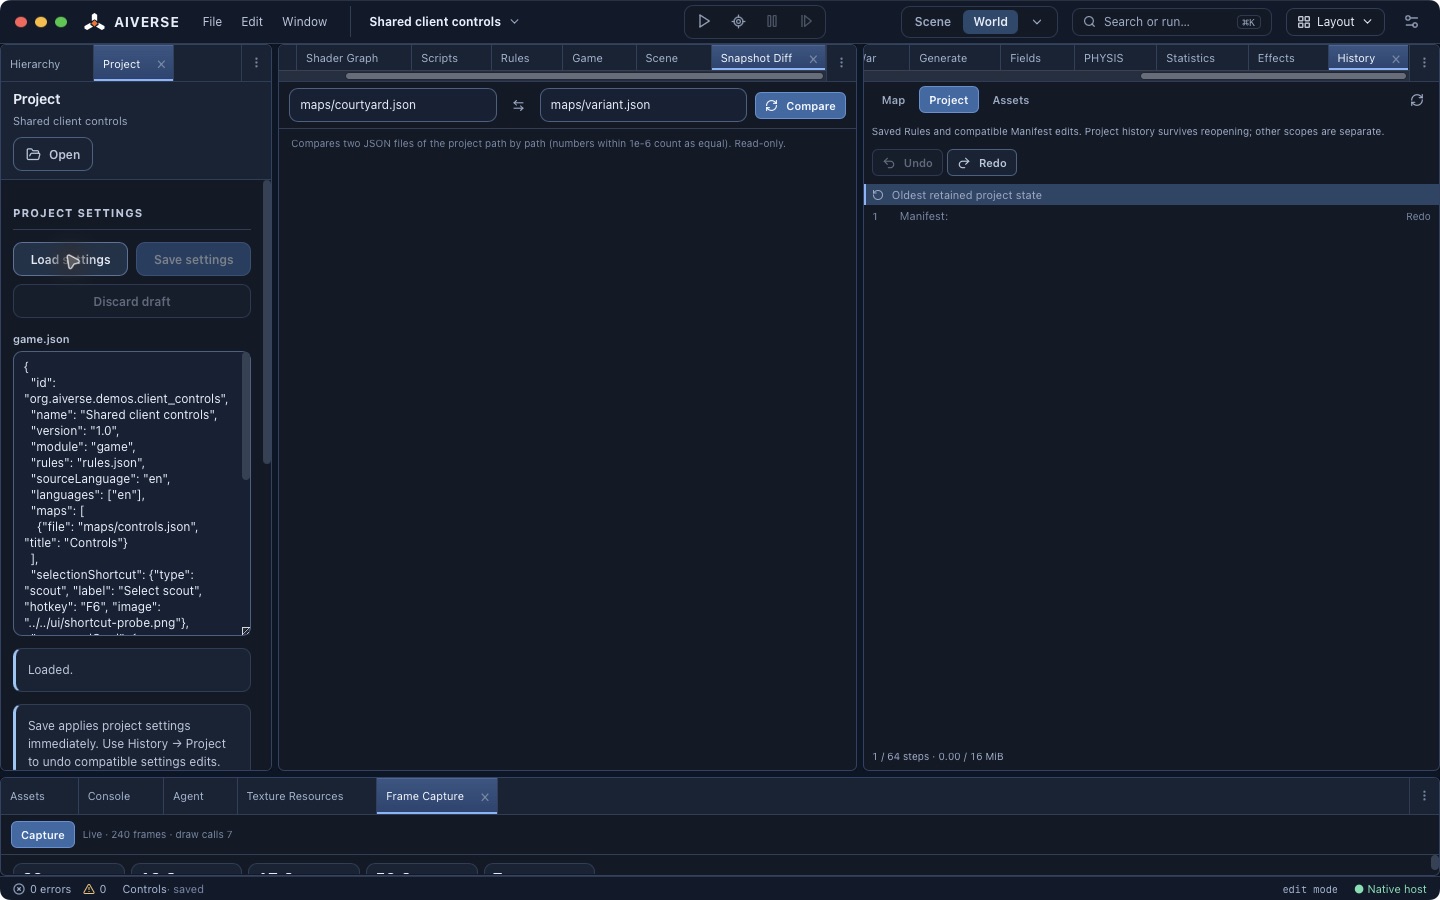 AIVERSE File Edit Window Shared client controls Scene World Search or run... ⌘K Layout
Hierarchy Project
Shader Graph Scripts Rules Game Scene Snapshot Diff
Generate Fields PHYSIS Statistics Effects History
Project
Shared client controls
Open
PROJECT SETTINGS
Load settings Save settings
Discard draft
game.json
{
"id":
"org.aiverse.demos.client_controls",
"name": "Shared client controls",
"version": "1.0",
"module": "game",
"rules": "rules.json",
"sourceLanguage": "en",
"languages": ["en"],
"maps": [
{"file": "maps/controls.json",
"title": "Controls"}
],
"selectionShortcut": {"type":
"scout", "label": "Select scout",
"hotkey": "F6", "image":
"../../ui/shortcut-probe.png"},
Loaded.
Save applies project settings
immediately. Use History → Project
to undo compatible settings edits.
maps/courtyard.json maps/variant.json Compare
Compares two JSON files of the project path by path (numbers within 1e-6 count as equal). Read-only.
Map Project Assets
Saved Rules and compatible Manifest edits. Project history survives reopening; other scopes are separate.
Undo Redo
Oldest retained project state
1 Manifest: Redo
1 / 64 steps · 0.00 / 16 MiB
Assets Console Agent Texture Resources Frame Capture
Capture Live · 240 frames · draw calls 7
0 errors 0 Controls · saved edit mode Native host